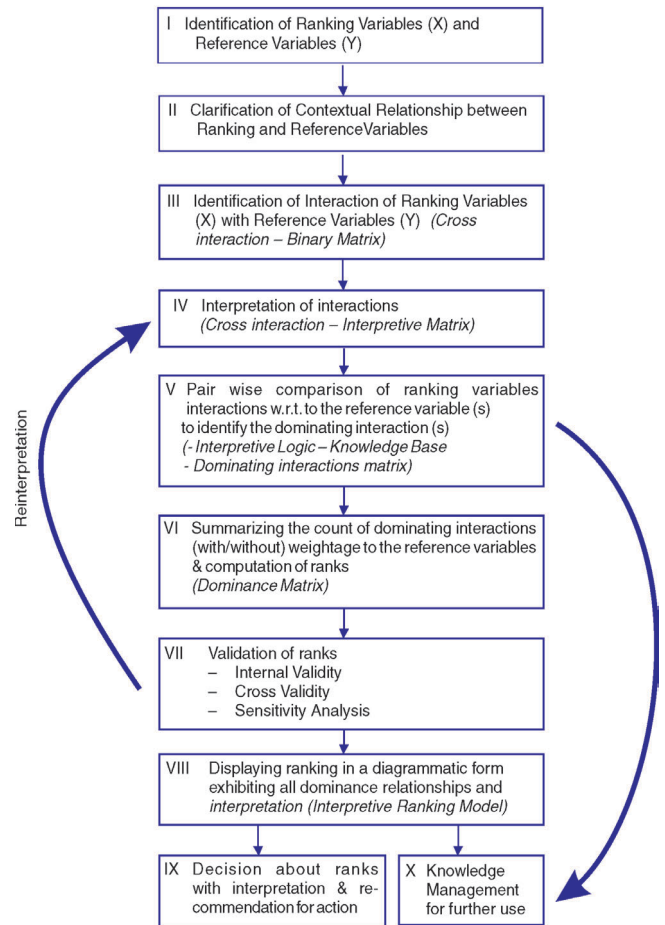 I Identification of Ranking Variables (X) and
Reference Variables (Y)
II Clarification of Contextual Relationship between
Ranking and ReferenceVariables
III Identification of Interaction of Ranking Variables
(X) with Reference Variables (Y) (Cross
interaction – Binary Matrix)
IV Interpretation of interactions
(Cross interaction – Interpretive Matrix)
V Pair wise comparison of ranking variables
interactions w.r.t. to the reference variable (s)
to identify the dominating interaction (s)
(- Interpretive Logic – Knowledge Base
- Dominating interactions matrix)
Reinterpretation
VI Summarizing the count of dominating interactions
(with/without) weightage to the reference variables
& computation of ranks
(Dominance Matrix)
VII Validation of ranks
– Internal Validity
– Cross Validity
– Sensitivity Analysis
VIII Displaying ranking in a diagrammatic form
exhibiting all dominance relationships and
interpretation (Interpretive Ranking Model)
IX Decision about ranks
with interpretation & re-
commendation for action
X Knowledge
Management
for further use